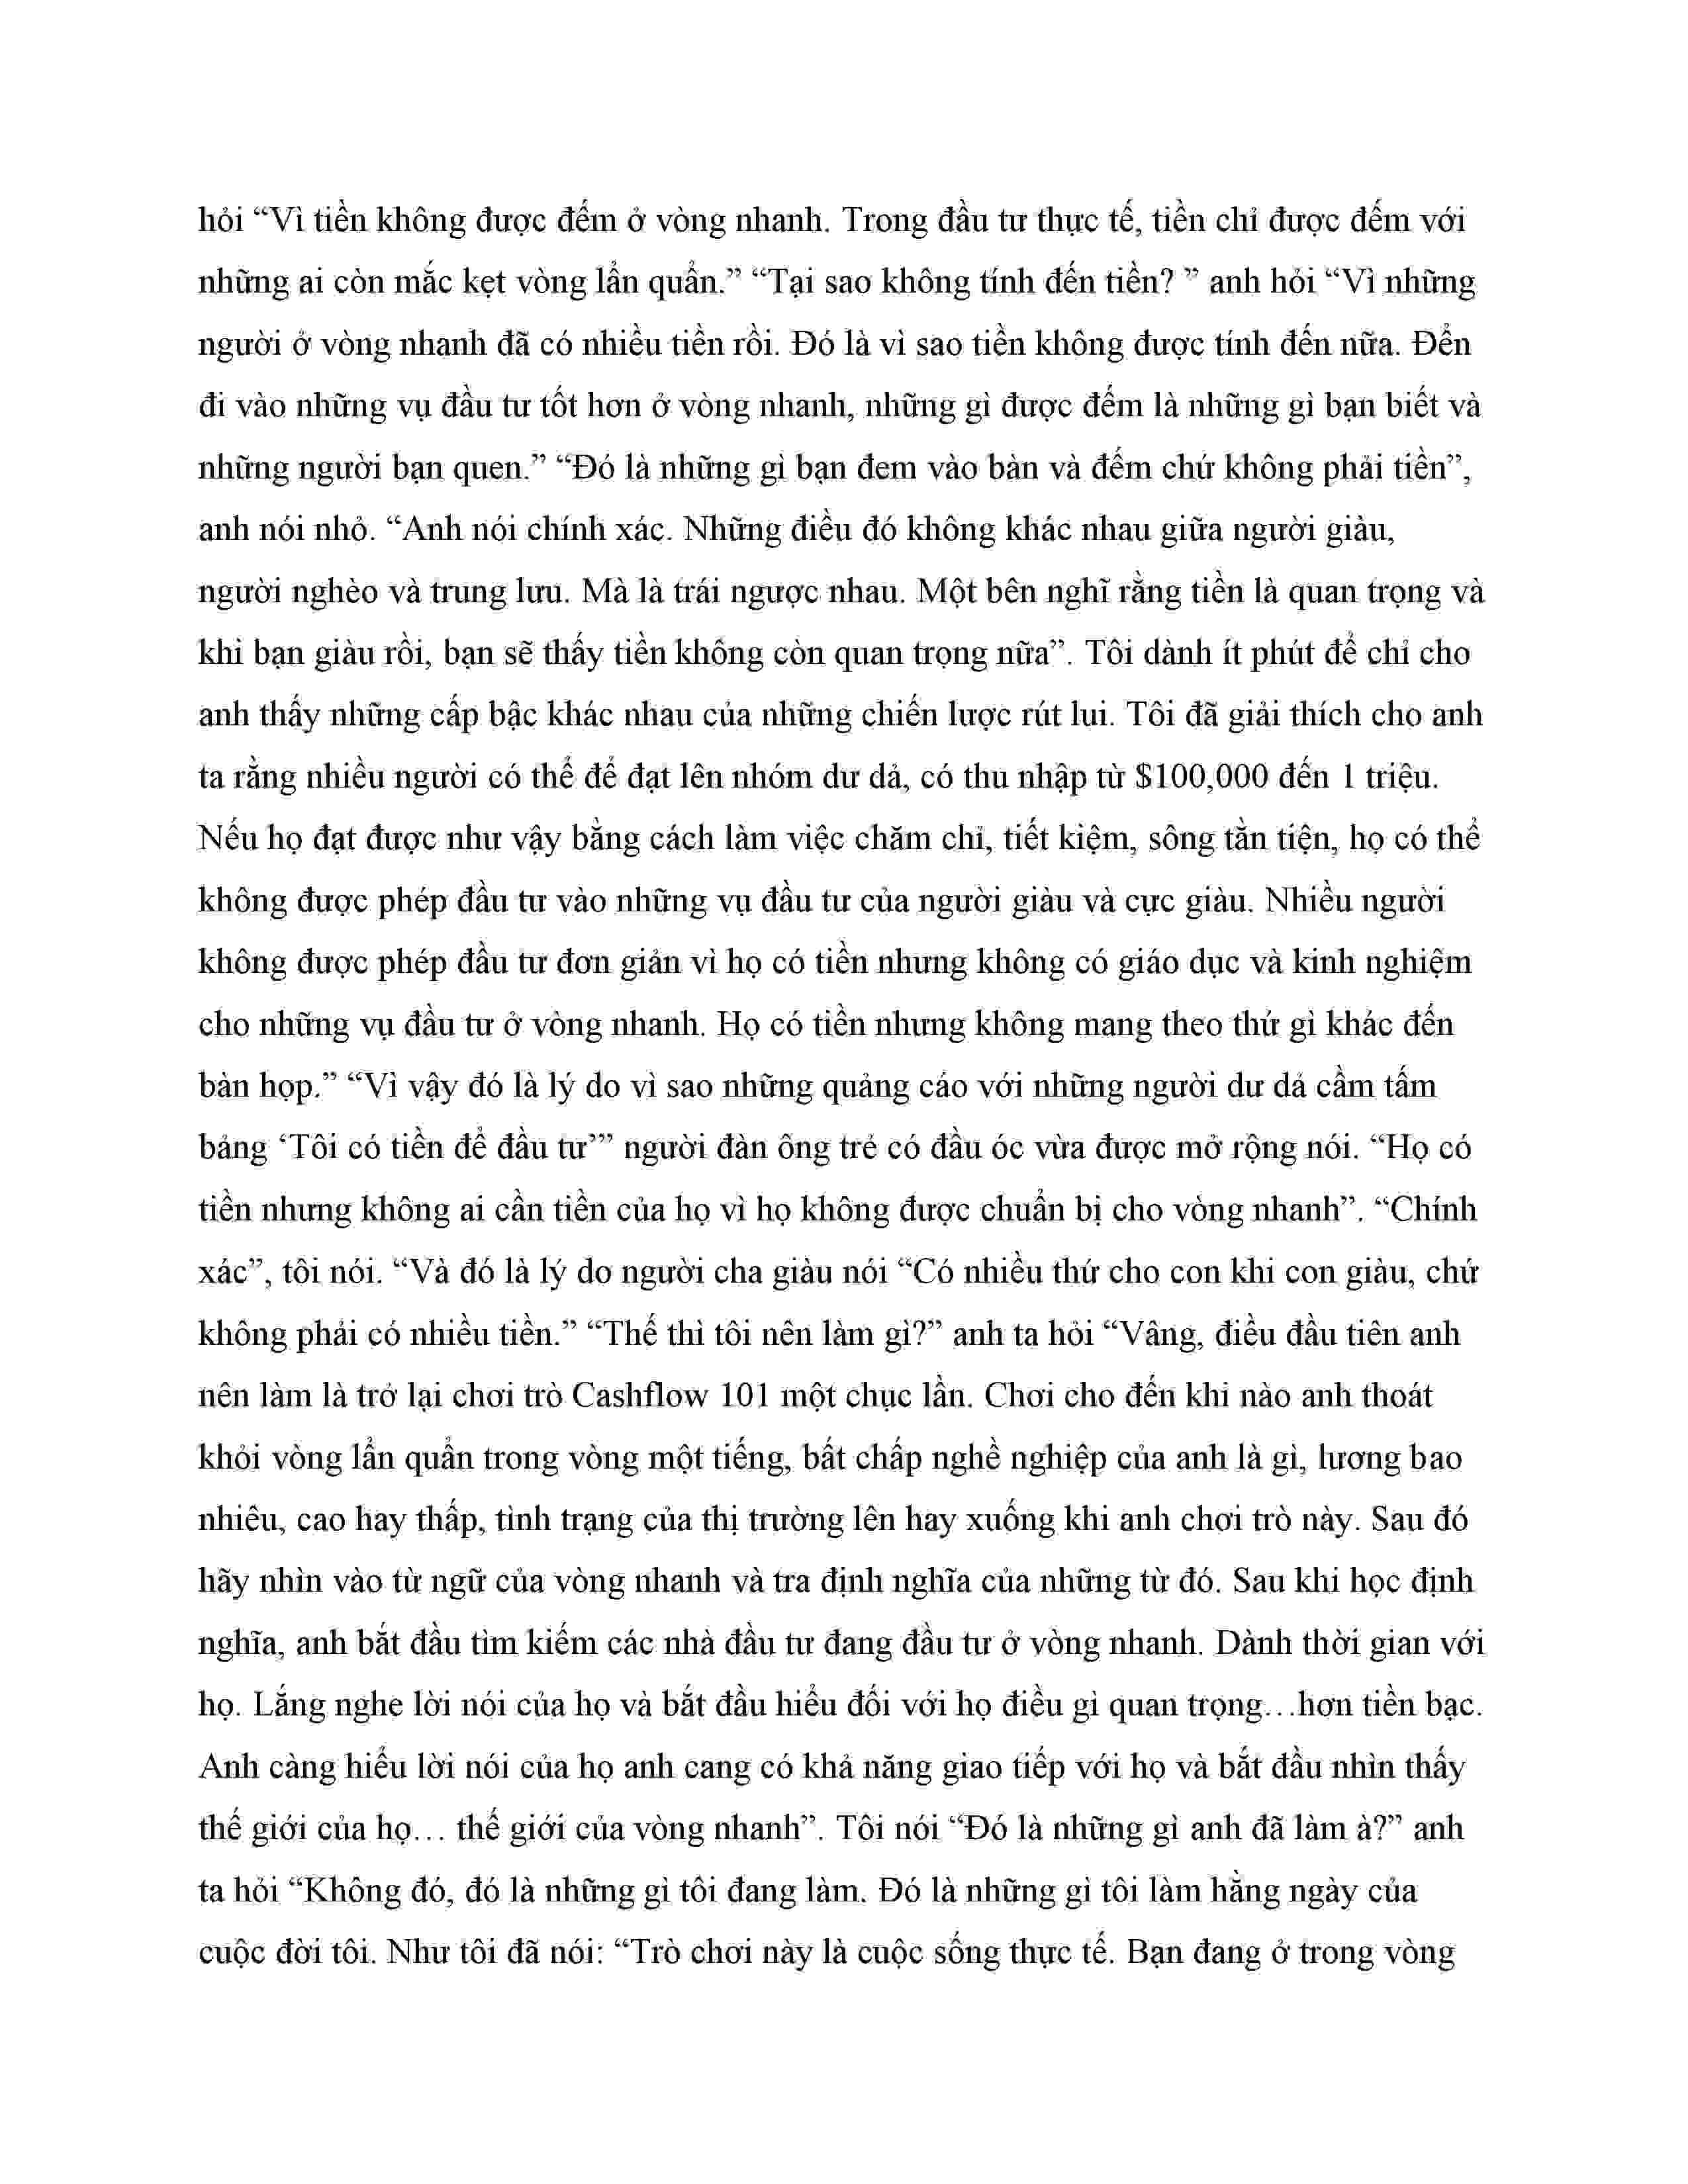 hỏi “Vì tiền không được đếm ở vòng nhanh. Trong đầu tư thực tế, tiền chỉ được đếm với
những ai còn mắc kẹt vòng lẩn quẩn.” “Tại sao không tính đến tiền? ” anh hỏi “Vì những
người ở vòng nhanh đã có nhiều tiền rồi. Đó là vì sao tiền không được tính đến nữa. Đển
đi vào những vụ đầu tư tốt hơn ở vòng nhanh, những gì được đếm là những gì bạn biết và
những người bạn quen.” “Đó là những gì bạn đem vào bàn và đếm chứ không phải tiền”,
anh nói nhỏ. “Anh nói chính xác. Những điều đó không khác nhau giữa người giàu,
người nghèo và trung lưu. Mà là trái ngược nhau. Một bên nghĩ rằng tiền là quan trọng và
khi bạn giàu rồi, bạn sẽ thấy tiền không còn quan trọng nữa”. Tôi dành ít phút để chỉ cho
anh thấy những cấp bậc khác nhau của những chiến lược rút lui. Tôi đã giải thích cho anh
ta rằng nhiều người có thể để đạt lên nhóm dư dả, có thu nhập từ $100,000 đến 1 triệu.
Nếu họ đạt được như vậy bằng cách làm việc chăm chỉ, tiết kiệm, sông tằn tiện, họ có thể
không được phép đầu tư vào những vụ đầu tư của người giàu và cực giàu. Nhiều người
không được phép đầu tư đơn giản vì họ có tiền nhưng không có giáo dục và kinh nghiệm
cho những vụ đầu tư ở vòng nhanh. Họ có tiền nhưng không mang theo thứ gì khác đến
bàn họp.” “Vì vậy đó là lý do vì sao những quảng cáo với những người dư dả cầm tấm
bảng ‘Tôi có tiền để đầu tư’” người đàn ông trẻ có đầu óc vừa được mở rộng nói. “Họ có
tiền nhưng không ai cần tiền của họ vì họ không được chuẩn bị cho vòng nhanh”. “Chính
xác”, tôi nói. “Và đó là lý do người cha giàu nói “Có nhiều thứ cho con khi con giàu, chứ
không phải có nhiều tiền.” “Thế thì tôi nên làm gì?” anh ta hỏi “Vâng, điều đầu tiên anh
nên làm là trở lại chơi trò Cashflow 101 một chục lần. Chơi cho đến khi nào anh thoát
khỏi vòng lẩn quẩn trong vòng một tiếng, bất chấp nghề nghiệp của anh là gì, lương bao
nhiêu, cao hay thấp, tình trạng của thị trường lên hay xuống khi anh chơi trò này. Sau đó
hãy nhìn vào từ ngữ của vòng nhanh và tra định nghĩa của những từ đó. Sau khi học định
nghĩa, anh bắt đầu tìm kiếm các nhà đầu tư đang đầu tư ở vòng nhanh. Dành thời gian với
họ. Lắng nghe lời nói của họ và bắt đầu hiểu đối với họ điều gì quan trọng…hơn tiền bạc.
Anh càng hiểu lời nói của họ anh cang có khả năng giao tiếp với họ và bắt đầu nhìn thấy
thế giới của họ… thế giới của vòng nhanh”. Tôi nói “Đó là những gì anh đã làm à?” anh
ta hỏi “Không đó, đó là những gì tôi đang làm. Đó là những gì tôi làm hằng ngày của
cuộc đời tôi. Như tôi đã nói: “Trò chơi này là cuộc sống thực tế. Bạn đang ở trong vòng